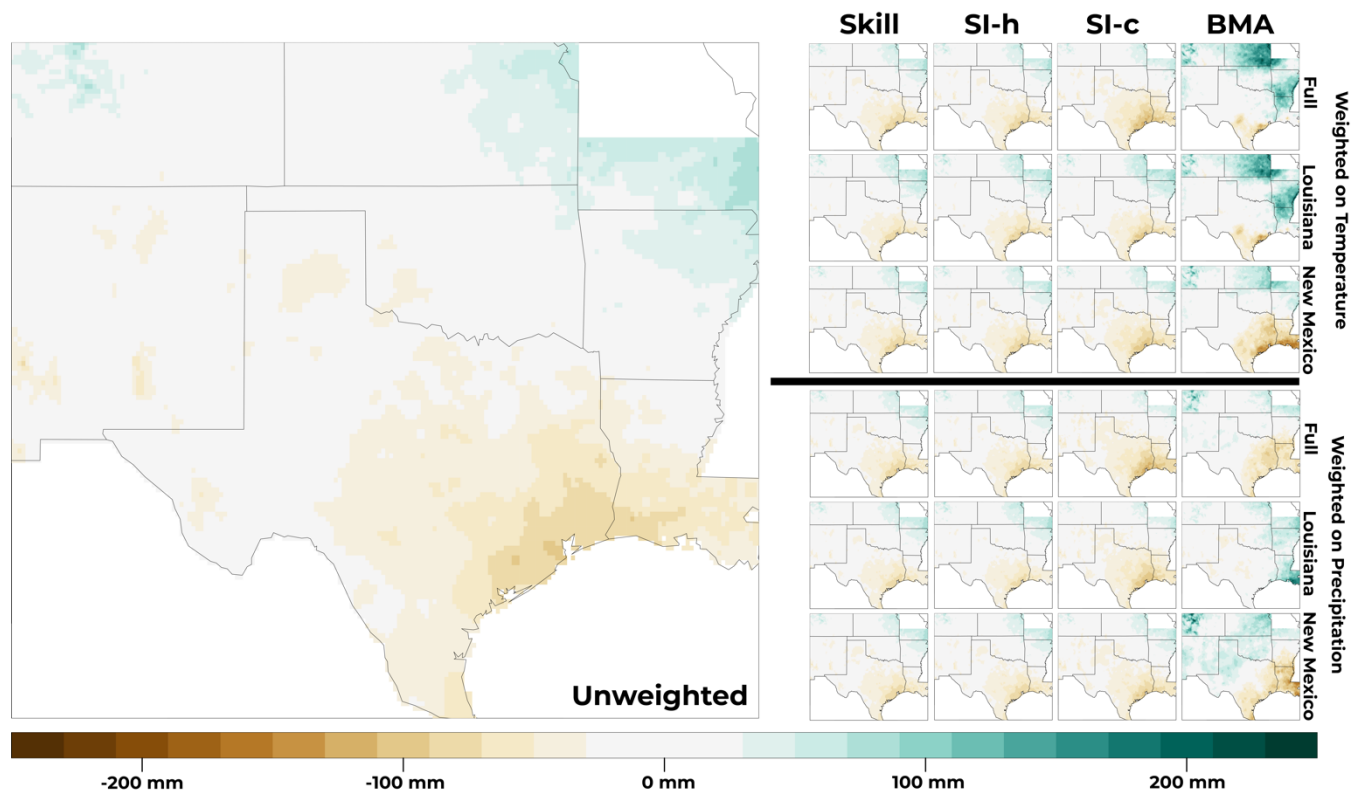 Skill SI-h SI-c BMA
Full
Louisiana
New Mexico
Weighted on Temperature
Full
Louisiana
New Mexico
Weighted on Precipitation
Unweighted
-200 mm -100 mm 0 mm 100 mm 200 mm